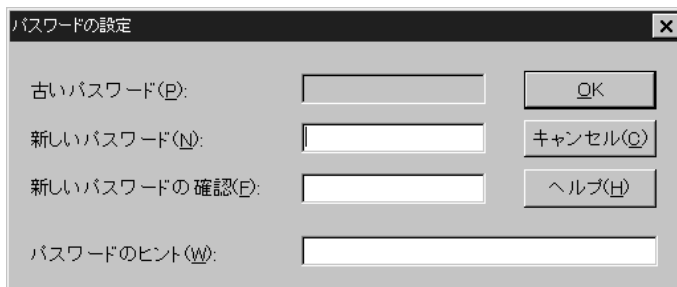 パスワードの設定
古いパスワード(P):
OK
新しいパスワード(N):
キャンセル(C)
新しいパスワードの確認(F):
ヘルプ(H)
パスワードのヒント(W):